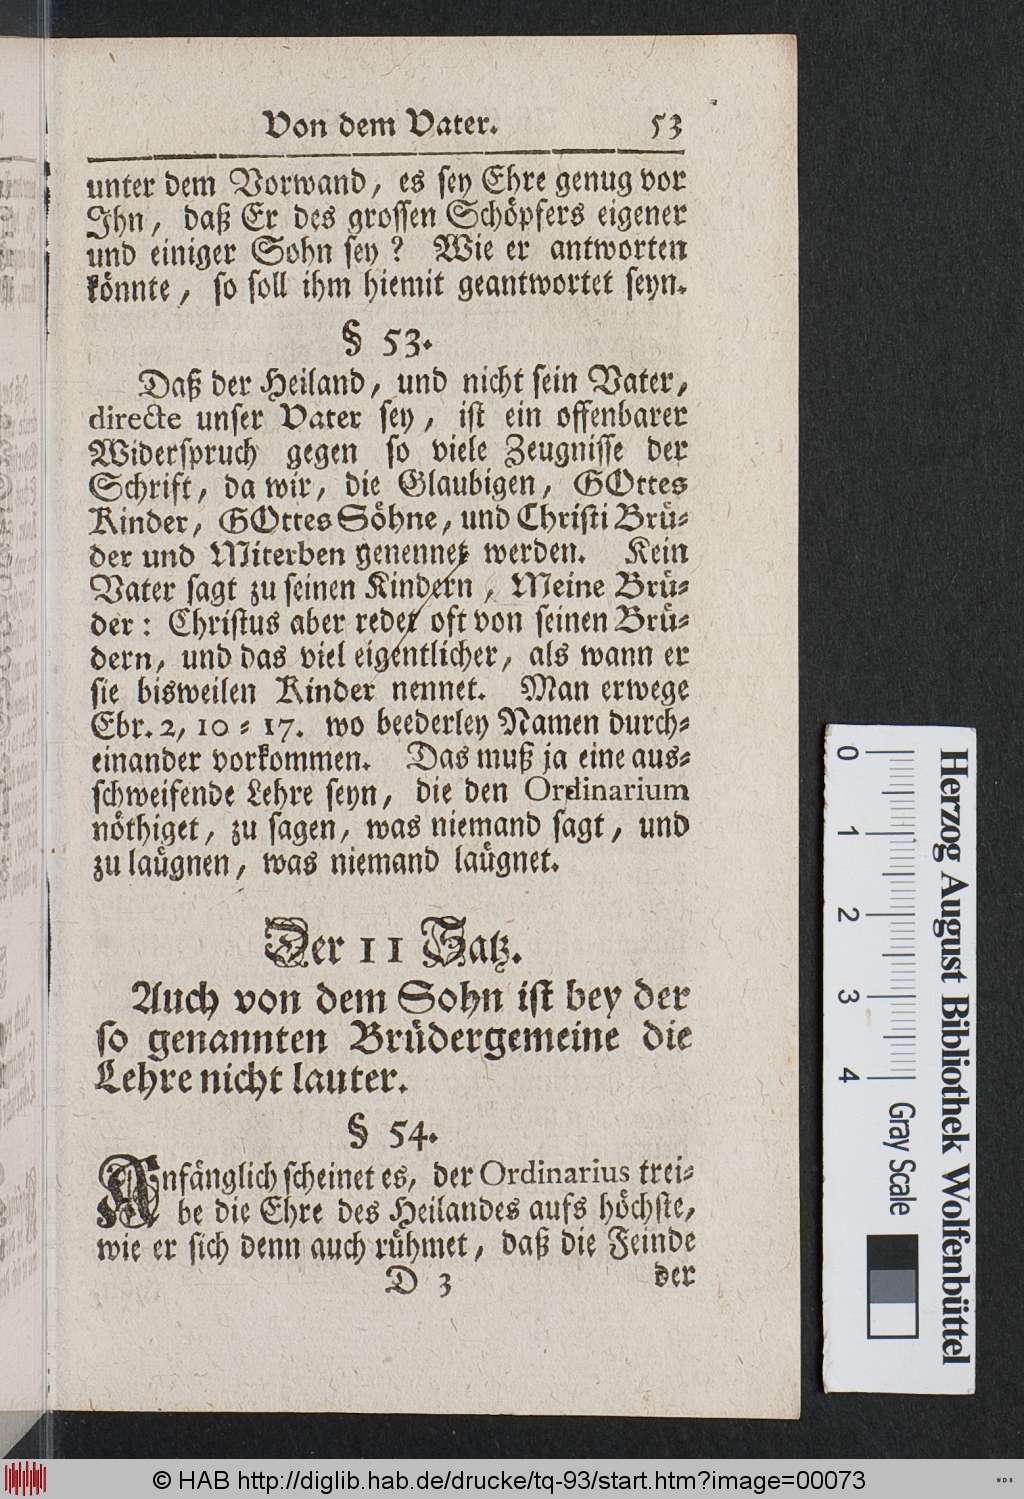 Von dem Vater. 53
unter dem Vorwand, es sey Ehre genug vor
Ihn, daß Er des grossen Schöpfers eigener
und einiger Sohn sey? Wie er antworten
könnte, so soll ihm hiemit geantwortet seyn.
§ 53.
Daß der Heiland, und nicht sein Vater,
directe unser Vater sey, ist ein offenbarer
Widerspruch gegen so viele Zeugnisse der
Schrift, da wir, die Glaubigen, GOttes
Kinder, GOttes Söhne, und Christi Brü-
der und Miterben genennet werden. Kein
Vater sagt zu seinen Kindern, Meine Brü-
der: Christus aber redet oft von seinen Brü-
dern, und das viel eigentlicher, als wann er
sie bisweilen Kinder nennet. Man erwege
Ebr. 2, 10-17. wo beederley Namen durch-
einander vorkommen. Das muß ja eine aus-
schweifende Lehre seyn, die den Ordinarium
nöthiget, zu sagen, was niemand sagt, und
zu laügnen, was niemand laügnet.
Der 11 Satz.
Auch von dem Sohn ist bey der
so genannten Brüdergemeine die
Lehre nicht lauter.
§ 54.
Anfänglich scheinet es, der Ordinarius trei-
be die Ehre des Heilandes aufs höchste,
wie er sich denn auch rühmet, daß die Feinde
D 3 der
0 1 2 3 4
Gray Scale
Herzog August Bibliothek Wolfenbüttel
© HAB http://diglib.hab.de/drucke/tq-93/start.htm?image=00073